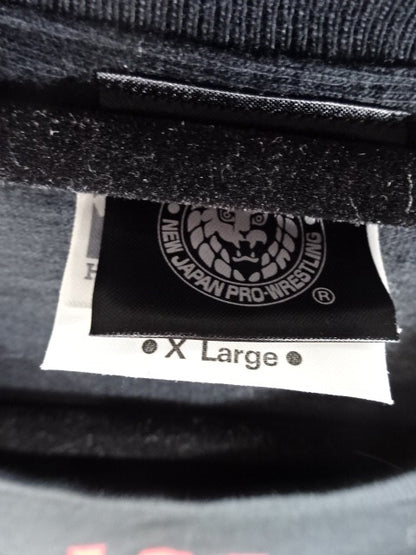 NEW JAPAN PRO-WRESTLING
®
• X Large •